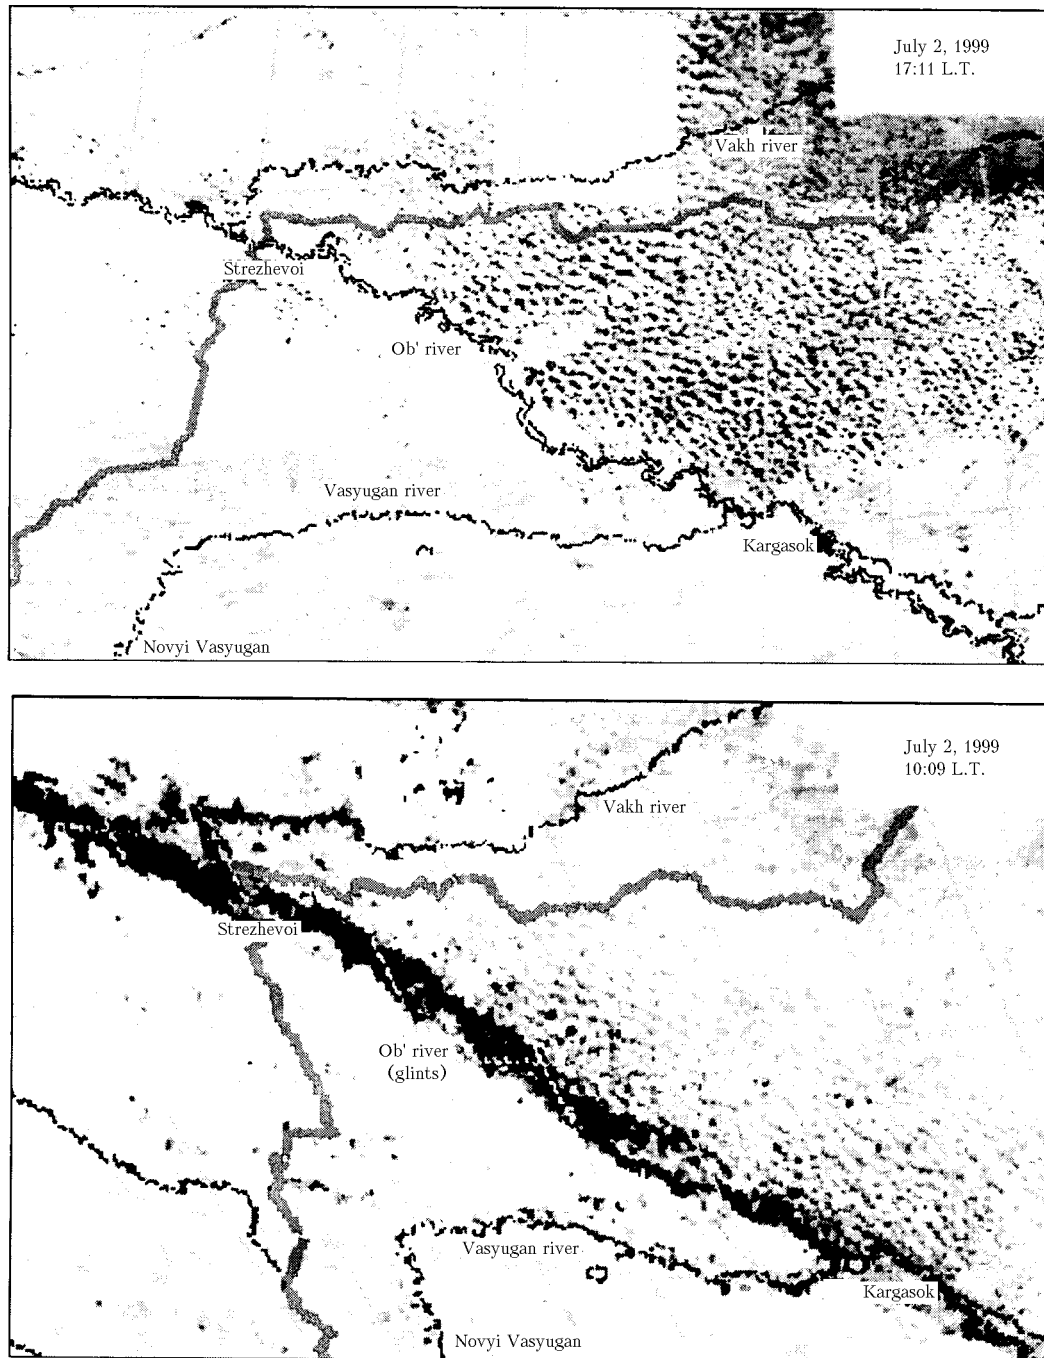 July 2, 1999
17:11 L.T.
Vakh river
Strezhevoi
Ob' river
Vasyugan river
Kargasok
Novyi Vasyugan
July 2, 1999
10:09 L.T.
Vakh river
Strezhevoi
Ob' river
(glints)
Vasyugan river
Kargasok
Novyi Vasyugan